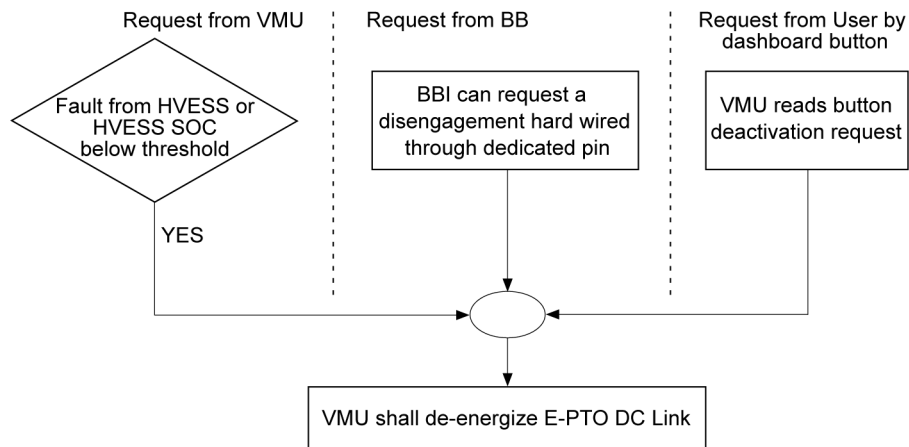 Request from VMU
Request from BB
Request from User by
dashboard button
Fault from HVESS or
HVESS SOC
below threshold
BBI can request a
disengagement hard wired
through dedicated pin
VMU reads button
deactivation request
YES
VMU shall de-energize E-PTO DC Link